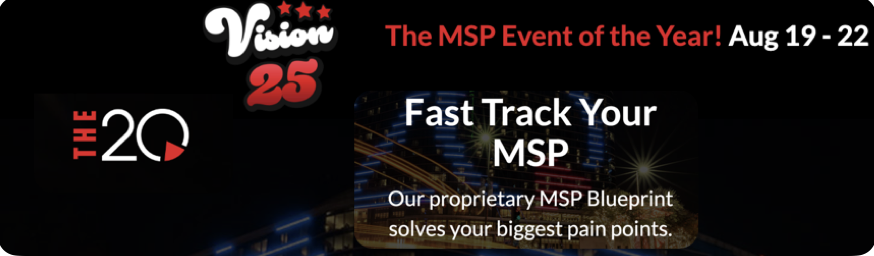 Vision
25
The MSP Event of the Year! Aug 19 - 22
THE 20
Fast Track Your
MSP
Our proprietary MSP Blueprint
solves your biggest pain points.